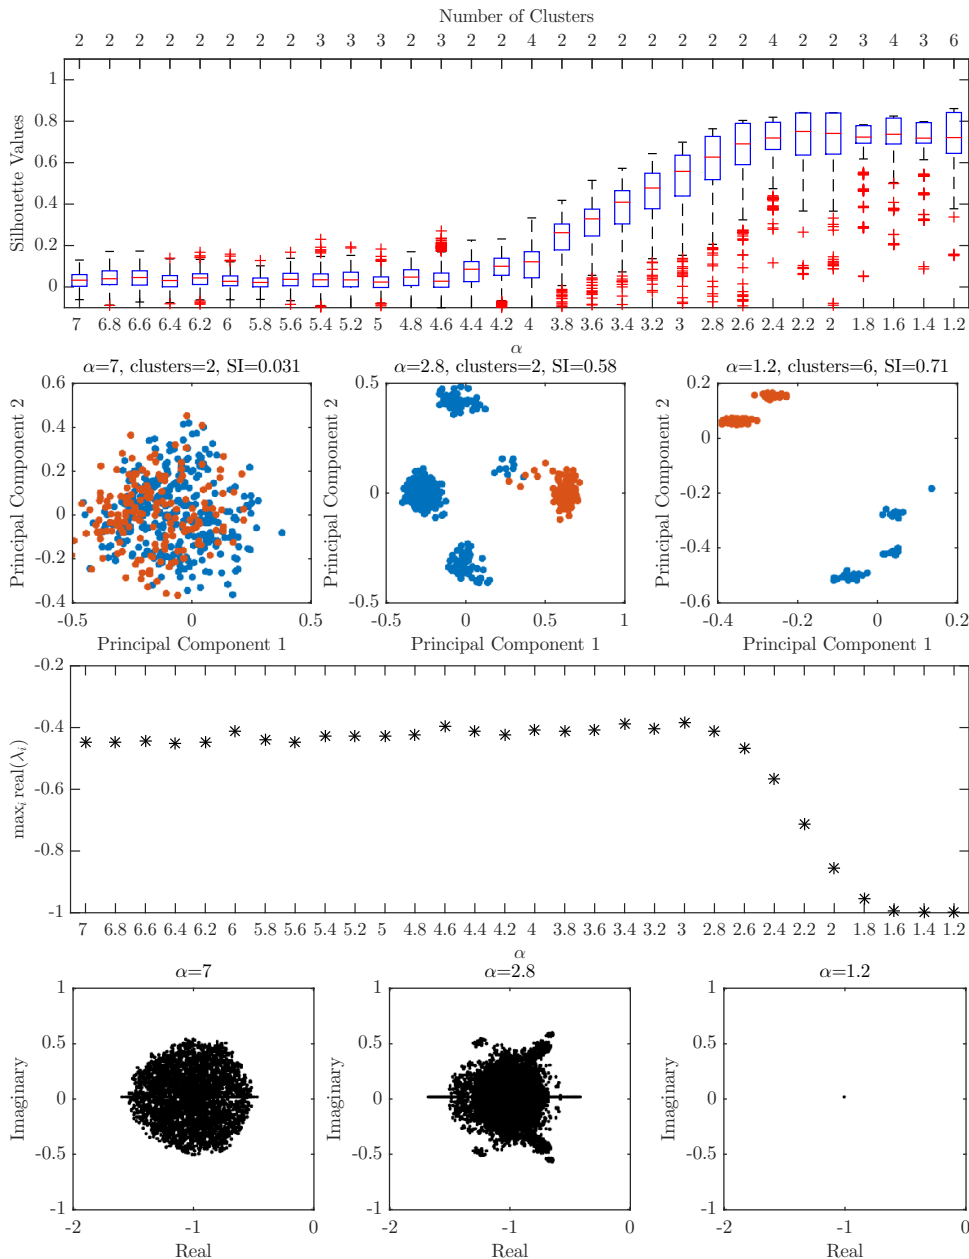 Number of Clusters
2 2 2 2 2 2 2 2 3 3 3 2 3 2 2 4 2 2 2 2 2 2 2 4 2 2 3 4 3 6
Silhouette Values
1
0.8
0.6
0.4
0.2
0
7 6.8 6.6 6.4 6.2 6 5.8 5.6 5.4 5.2 5 4.8 4.6 4.4 4.2 4 3.8 3.6 3.4 3.2 3 2.8 2.6 2.4 2.2 2 1.8 1.6 1.4 1.2
α
α=7, clusters=2, SI=0.031
Principal Component 2
0.6
0.4
0.2
0
-0.2
-0.4
-0.5 0 0.5
Principal Component 1
α=2.8, clusters=2, SI=0.58
Principal Component 2
0.5
0
-0.5
0 0.5 1
Principal Component 1
α=1.2, clusters=6, SI=0.71
Principal Component 2
0.2
0
-0.2
-0.4
-0.6
-0.4 -0.2 0 0.2
Principal Component 1
max_i real(λ_i)
-0.2
-0.4
-0.6
-0.8
-1
7 6.8 6.6 6.4 6.2 6 5.8 5.6 5.4 5.2 5 4.8 4.6 4.4 4.2 4 3.8 3.6 3.4 3.2 3 2.8 2.6 2.4 2.2 2 1.8 1.6 1.4 1.2
α
α=7
Imaginary
1
0.5
0
-0.5
-1
-2 -1 0
Real
α=2.8
Imaginary
1
0.5
0
-0.5
-1
-2 -1 0
Real
α=1.2
Imaginary
1
0.5
0
-0.5
-1
-2 -1 0
Real